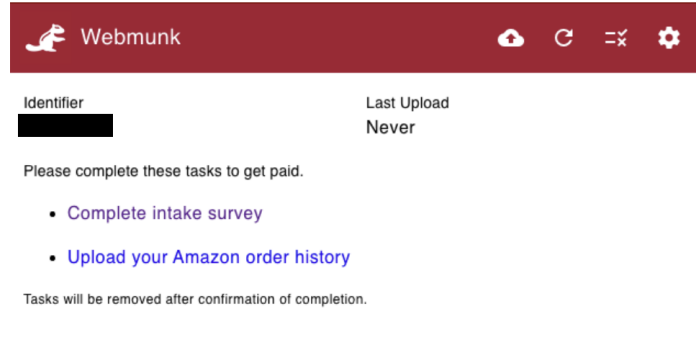 Webmunk
Identifier
Last Upload
Never
Please complete these tasks to get paid.
• Complete intake survey
• Upload your Amazon order history
Tasks will be removed after confirmation of completion.